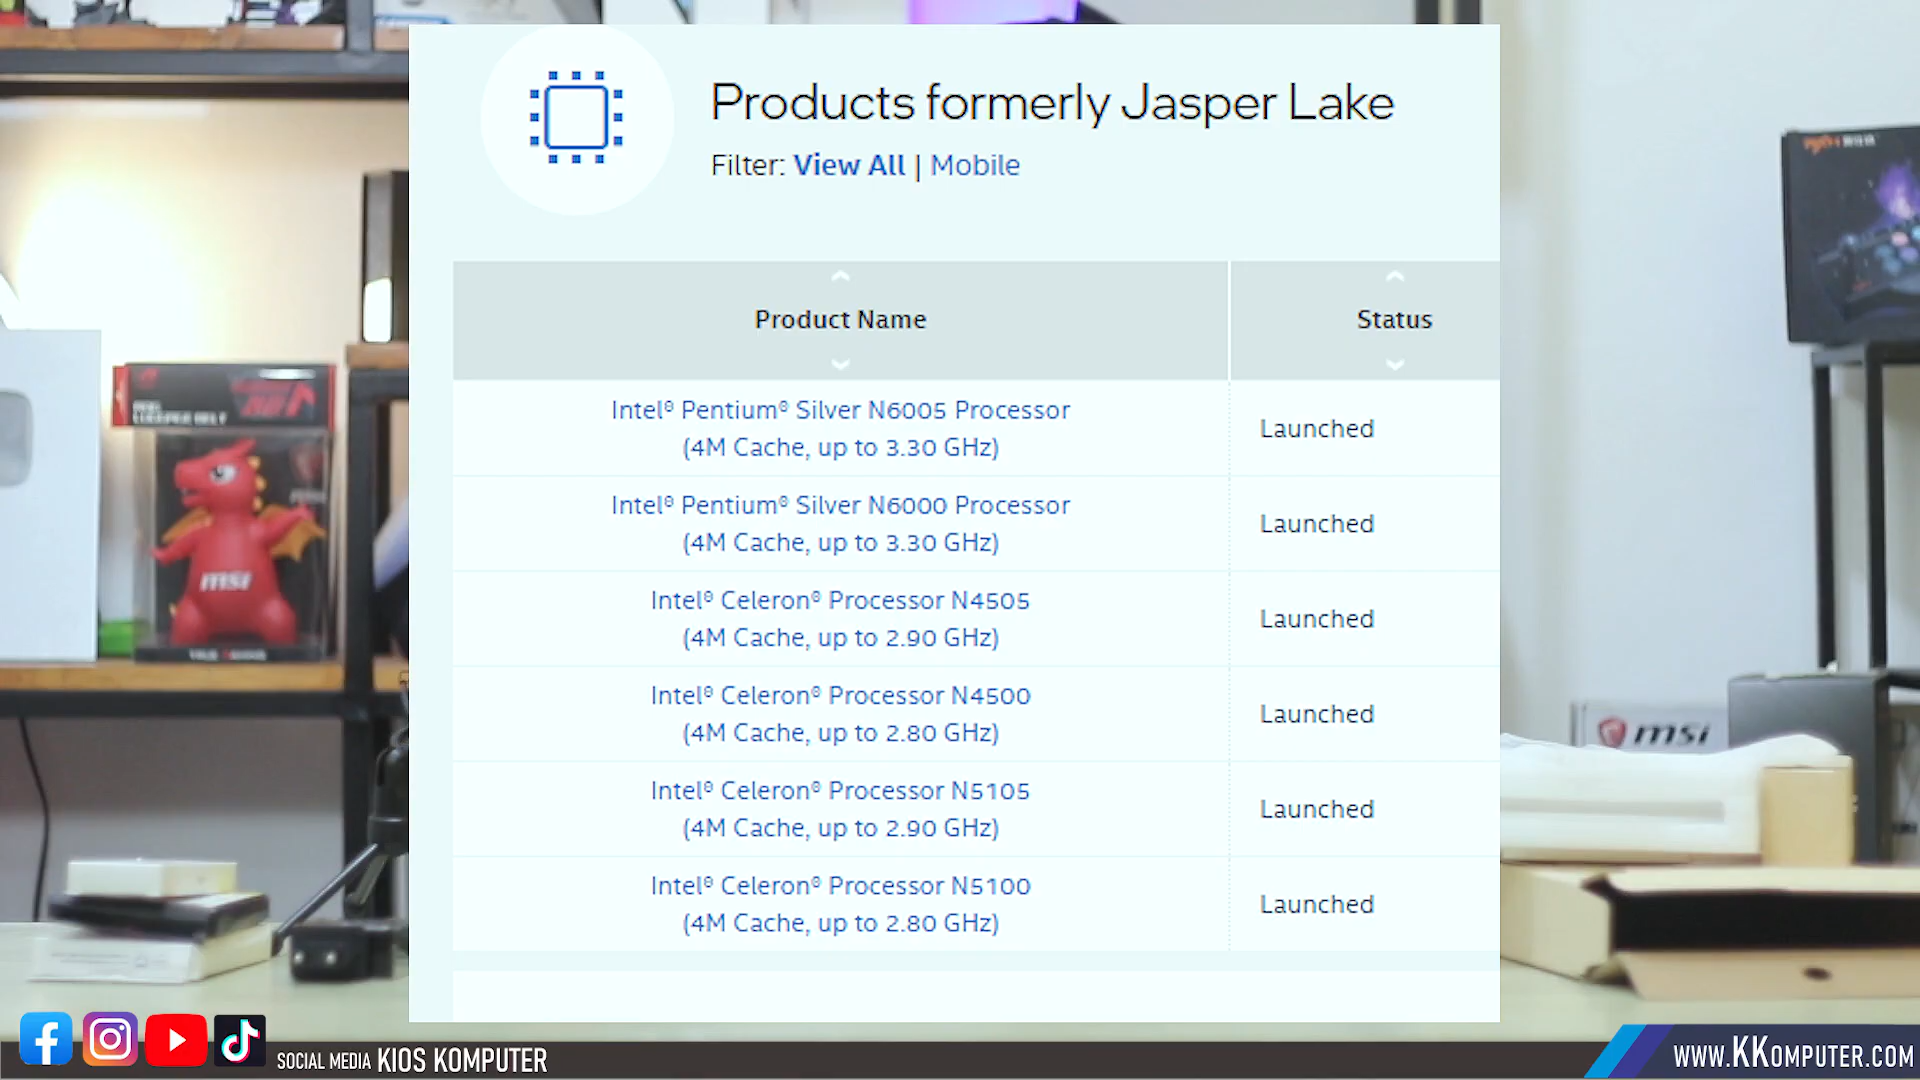 Products formerly Jasper Lake
Filter: View All | Mobile
Product Name
Status
Intel® Pentium® Silver N6005 Processor
(4M Cache, up to 3.30 GHz)
Launched
Intel® Pentium® Silver N6000 Processor
(4M Cache, up to 3.30 GHz)
Launched
Intel® Celeron® Processor N4505
(4M Cache, up to 2.90 GHz)
Launched
Intel® Celeron® Processor N4500
(4M Cache, up to 2.80 GHz)
Launched
Intel® Celeron® Processor N5105
(4M Cache, up to 2.90 GHz)
Launched
Intel® Celeron® Processor N5100
(4M Cache, up to 2.80 GHz)
Launched
msi
msi
SOCIAL MEDIA KIOS KOMPUTER
WWW.KKOMPUTER.COM